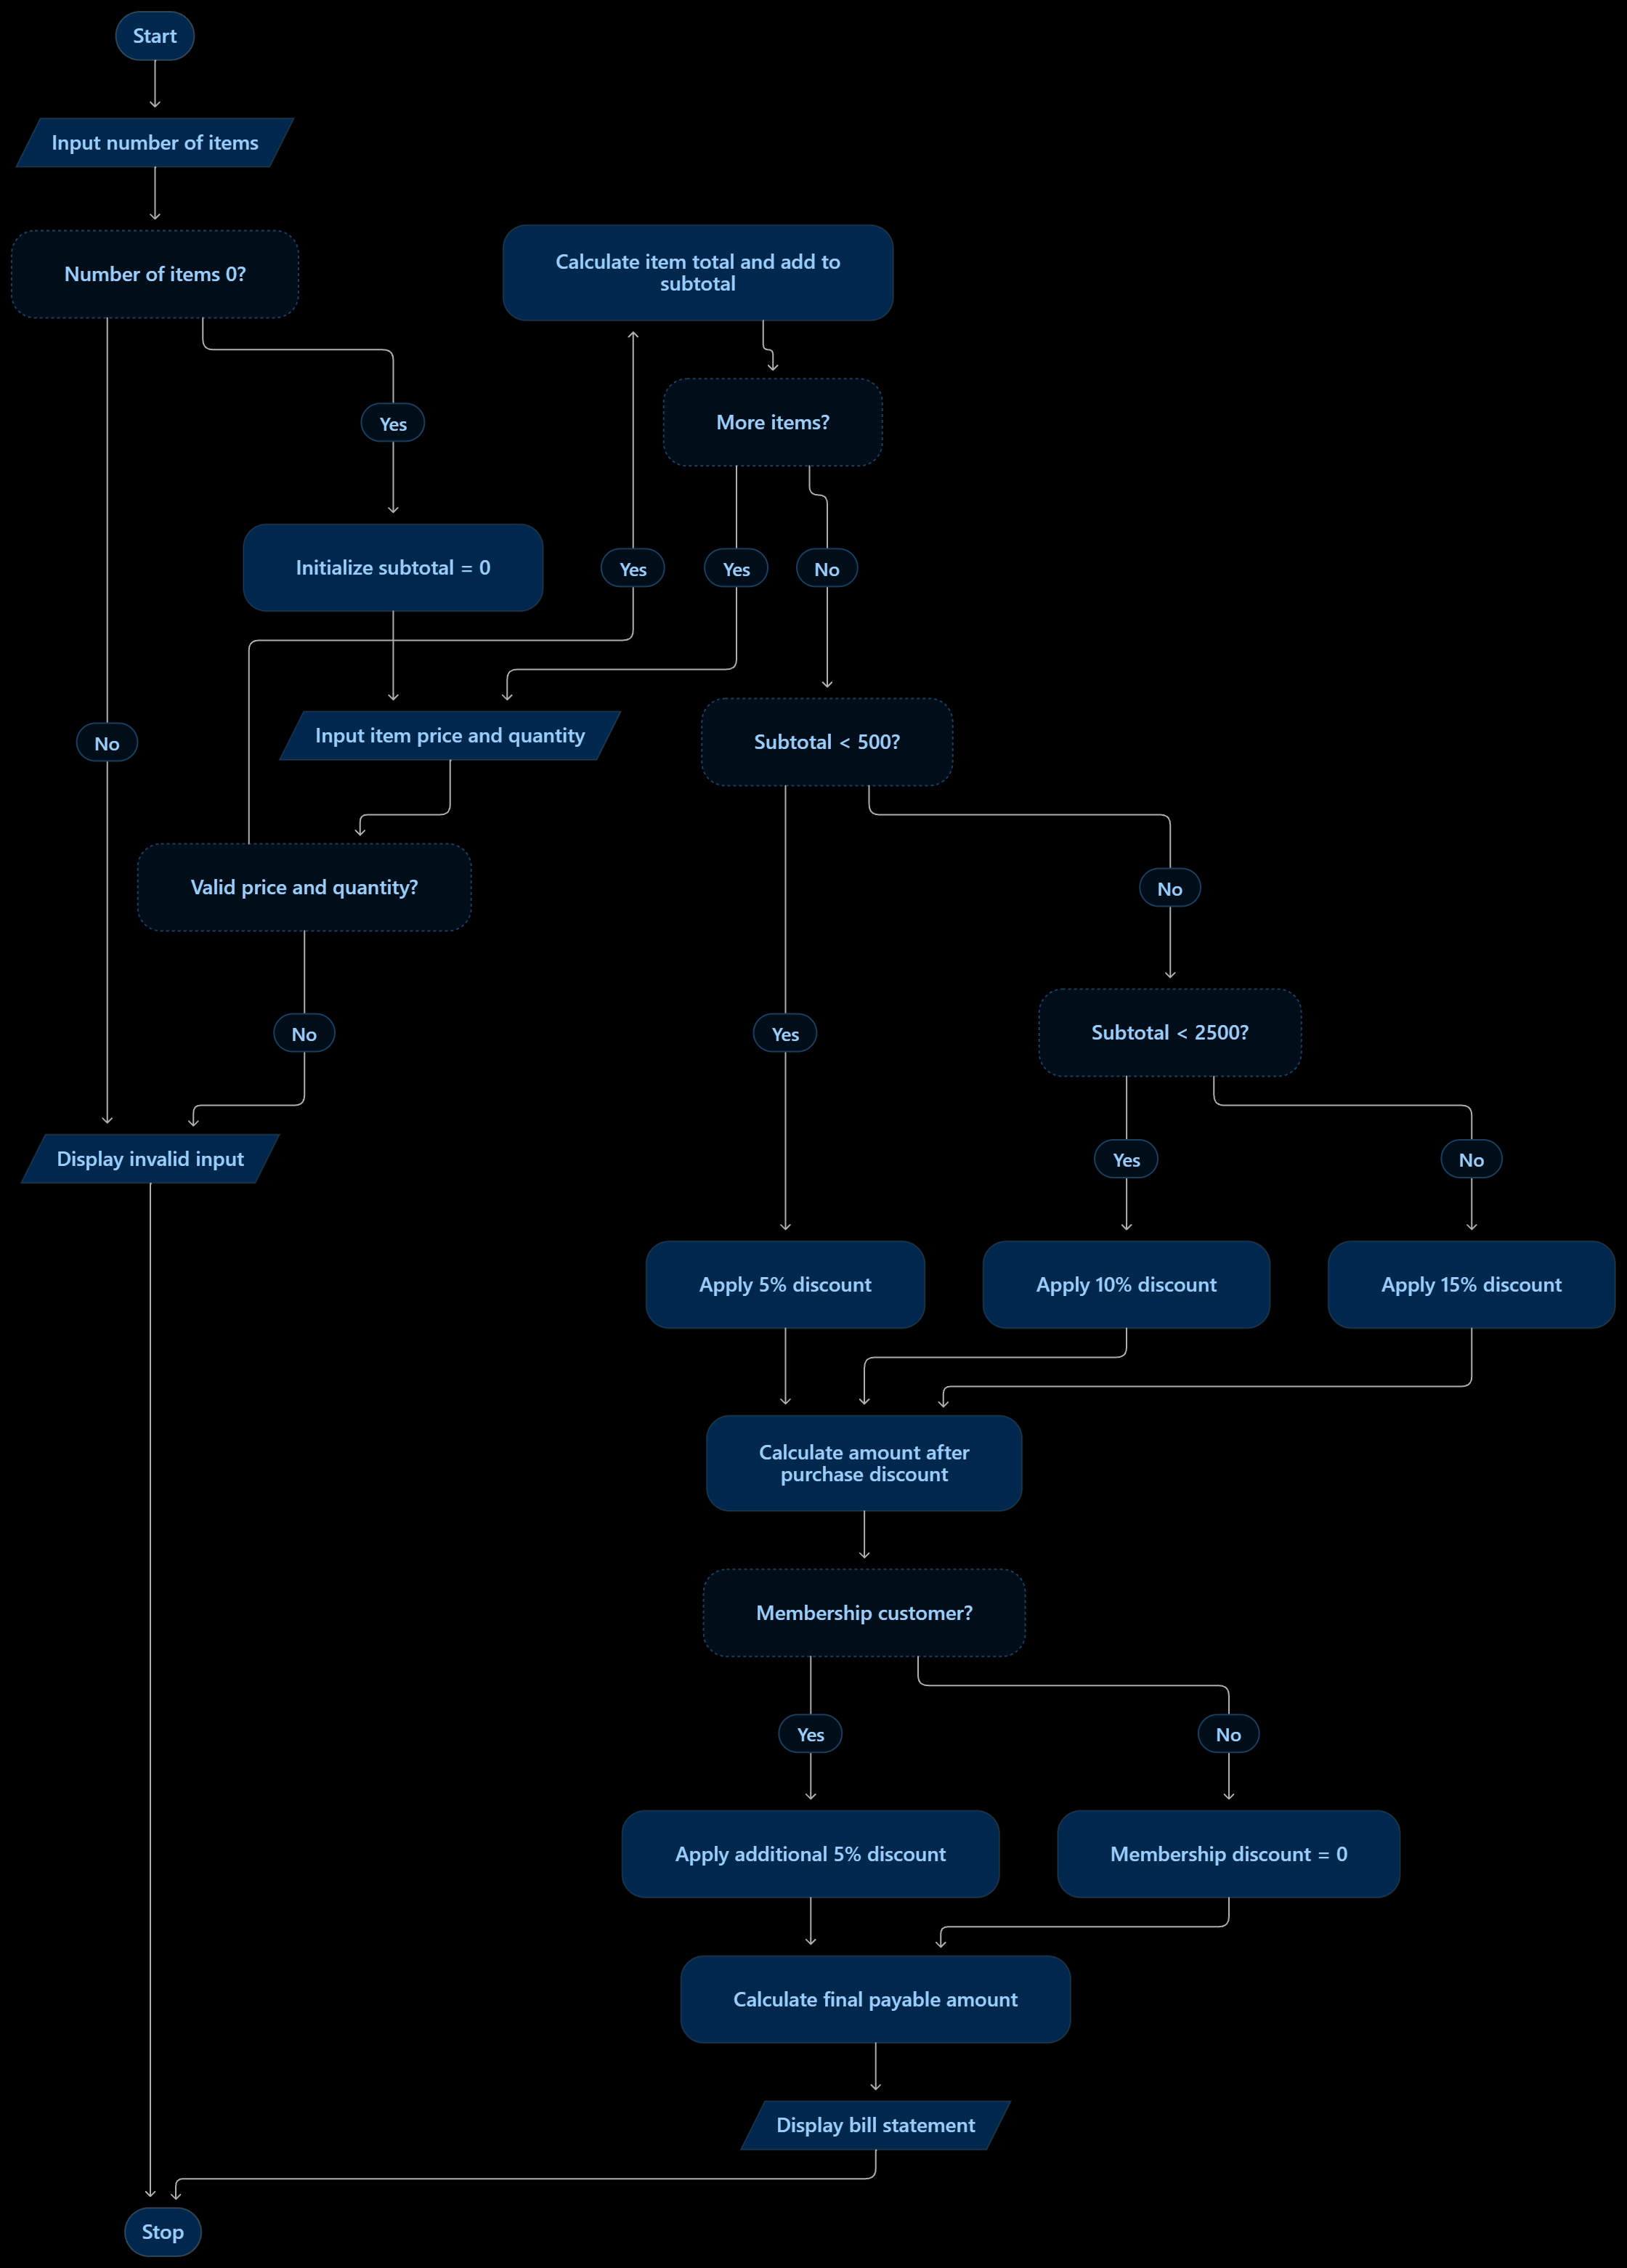 Start
Input number of items
Number of items 0?
Calculate item total and add to
subtotal
More items?
Yes
Initialize subtotal = 0
Yes
Yes
No
Input item price and quantity
Subtotal < 500?
No
Valid price and quantity?
No
No
Yes
Subtotal < 2500?
Display invalid input
Yes
No
Apply 5% discount
Apply 10% discount
Apply 15% discount
Calculate amount after
purchase discount
Membership customer?
Yes
No
Apply additional 5% discount
Membership discount = 0
Calculate final payable amount
Display bill statement
Stop